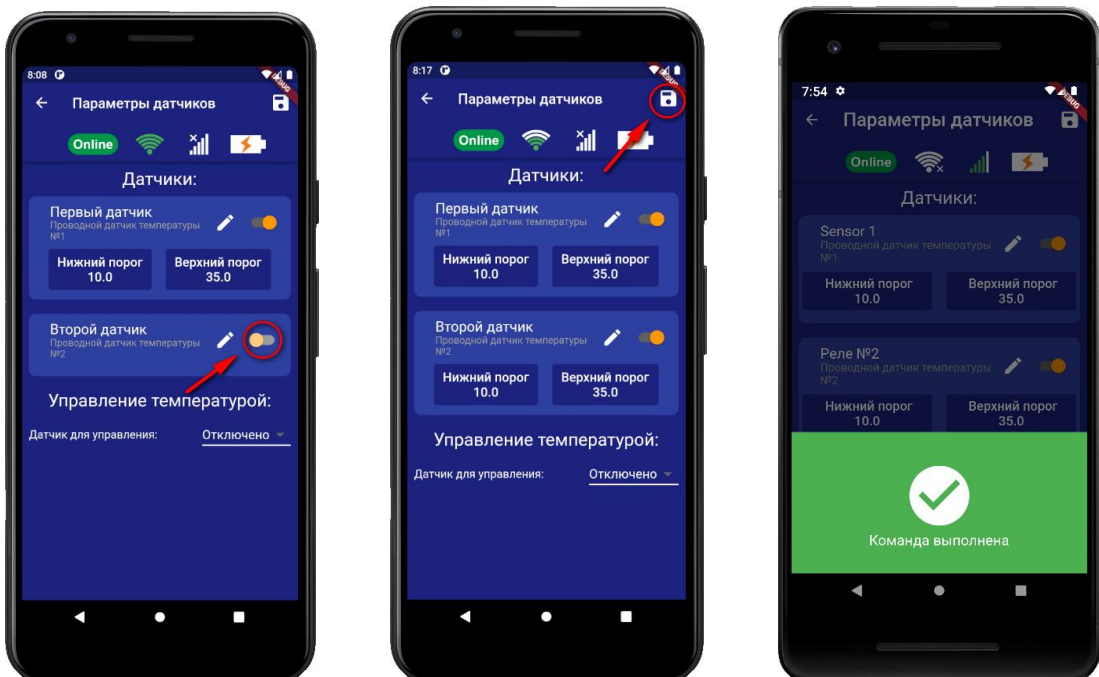 8:08
DEBUG
Параметры датчиков
Online
Датчики:
Первый датчик
Проводной датчик температуры
№1
Нижний порог
10.0
Верхний порог
35.0
Второй датчик
Проводной датчик температуры
№2
Управление температурой:
Датчик для управления:
Отключено
8:17
DEBUG
Параметры датчиков
Online
Датчики:
Первый датчик
Проводной датчик температуры
№1
Нижний порог
10.0
Верхний порог
35.0
Второй датчик
Проводной датчик температуры
№2
Нижний порог
10.0
Верхний порог
35.0
Управление температурой:
Датчик для управления:
Отключено
7:54
DEBUG
Параметры датчиков
Online
Датчики:
Sensor 1
Проводной датчик температуры
№1
Нижний порог
10.0
Верхний порог
35.0
Реле №2
Проводной датчик температуры
№2
Нижний порог
10.0
Верхний порог
35.0
Команда выполнена